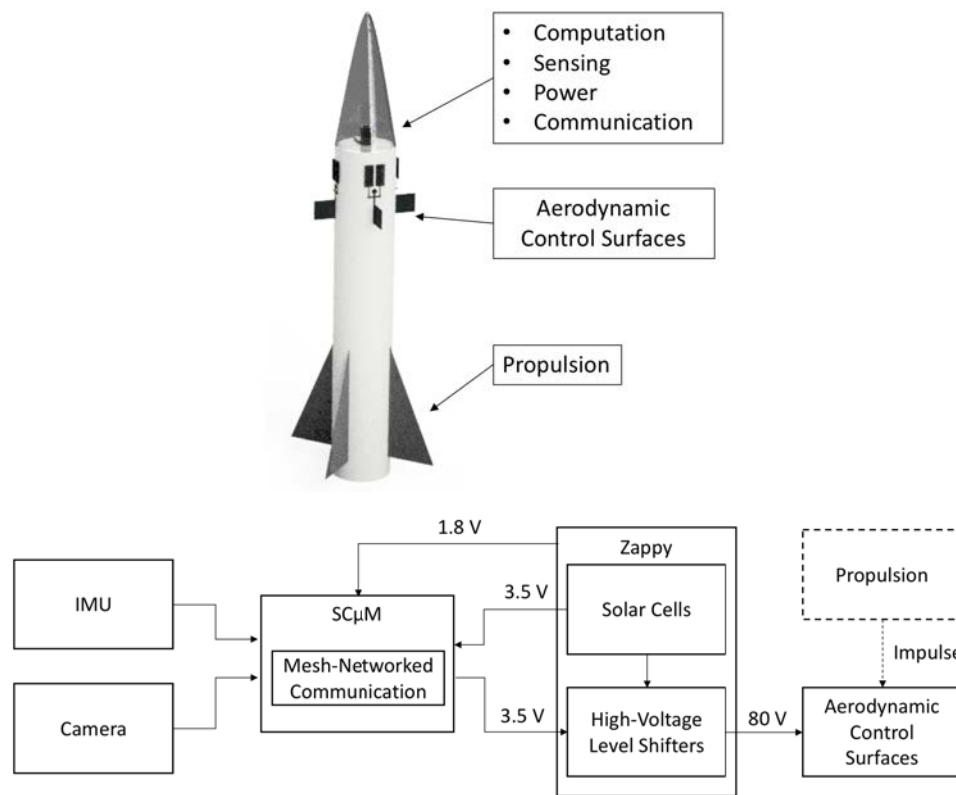 • Computation
• Sensing
• Power
• Communication
Aerodynamic
Control Surfaces
Propulsion
1.8 V
Zappy
IMU
3.5 V
Solar Cells
Propulsion
SCμM
Mesh-Networked
Communication
Impulse
Camera
3.5 V
High-Voltage
Level Shifters
80 V
Aerodynamic
Control
Surfaces